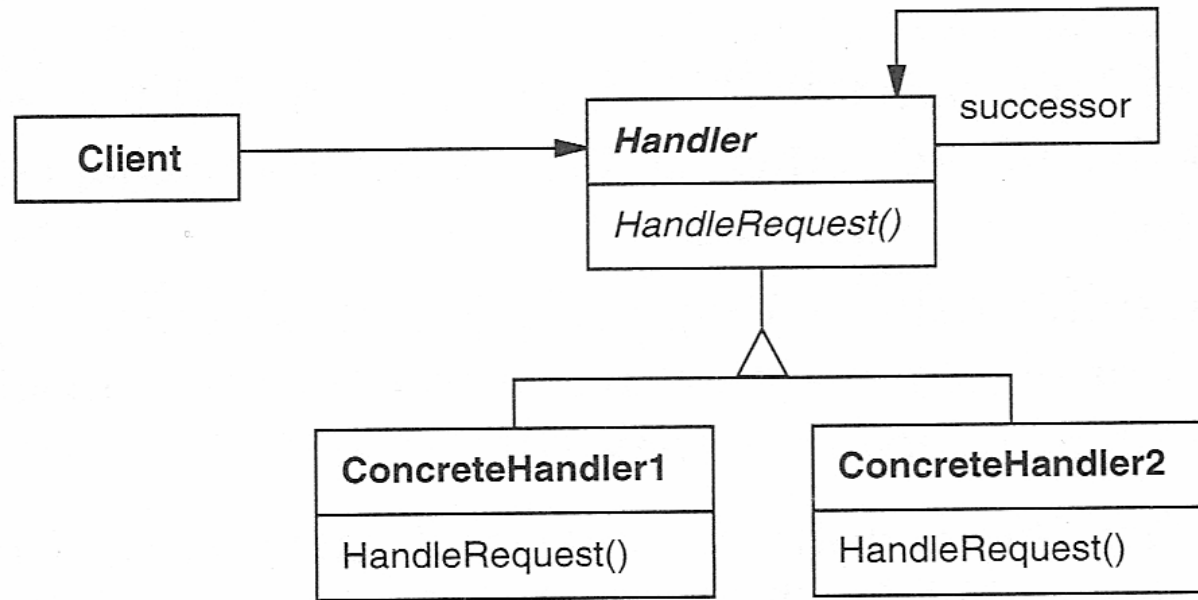 Client
Handler
successor
HandleRequest()
ConcreteHandler1
ConcreteHandler2
HandleRequest()
HandleRequest()